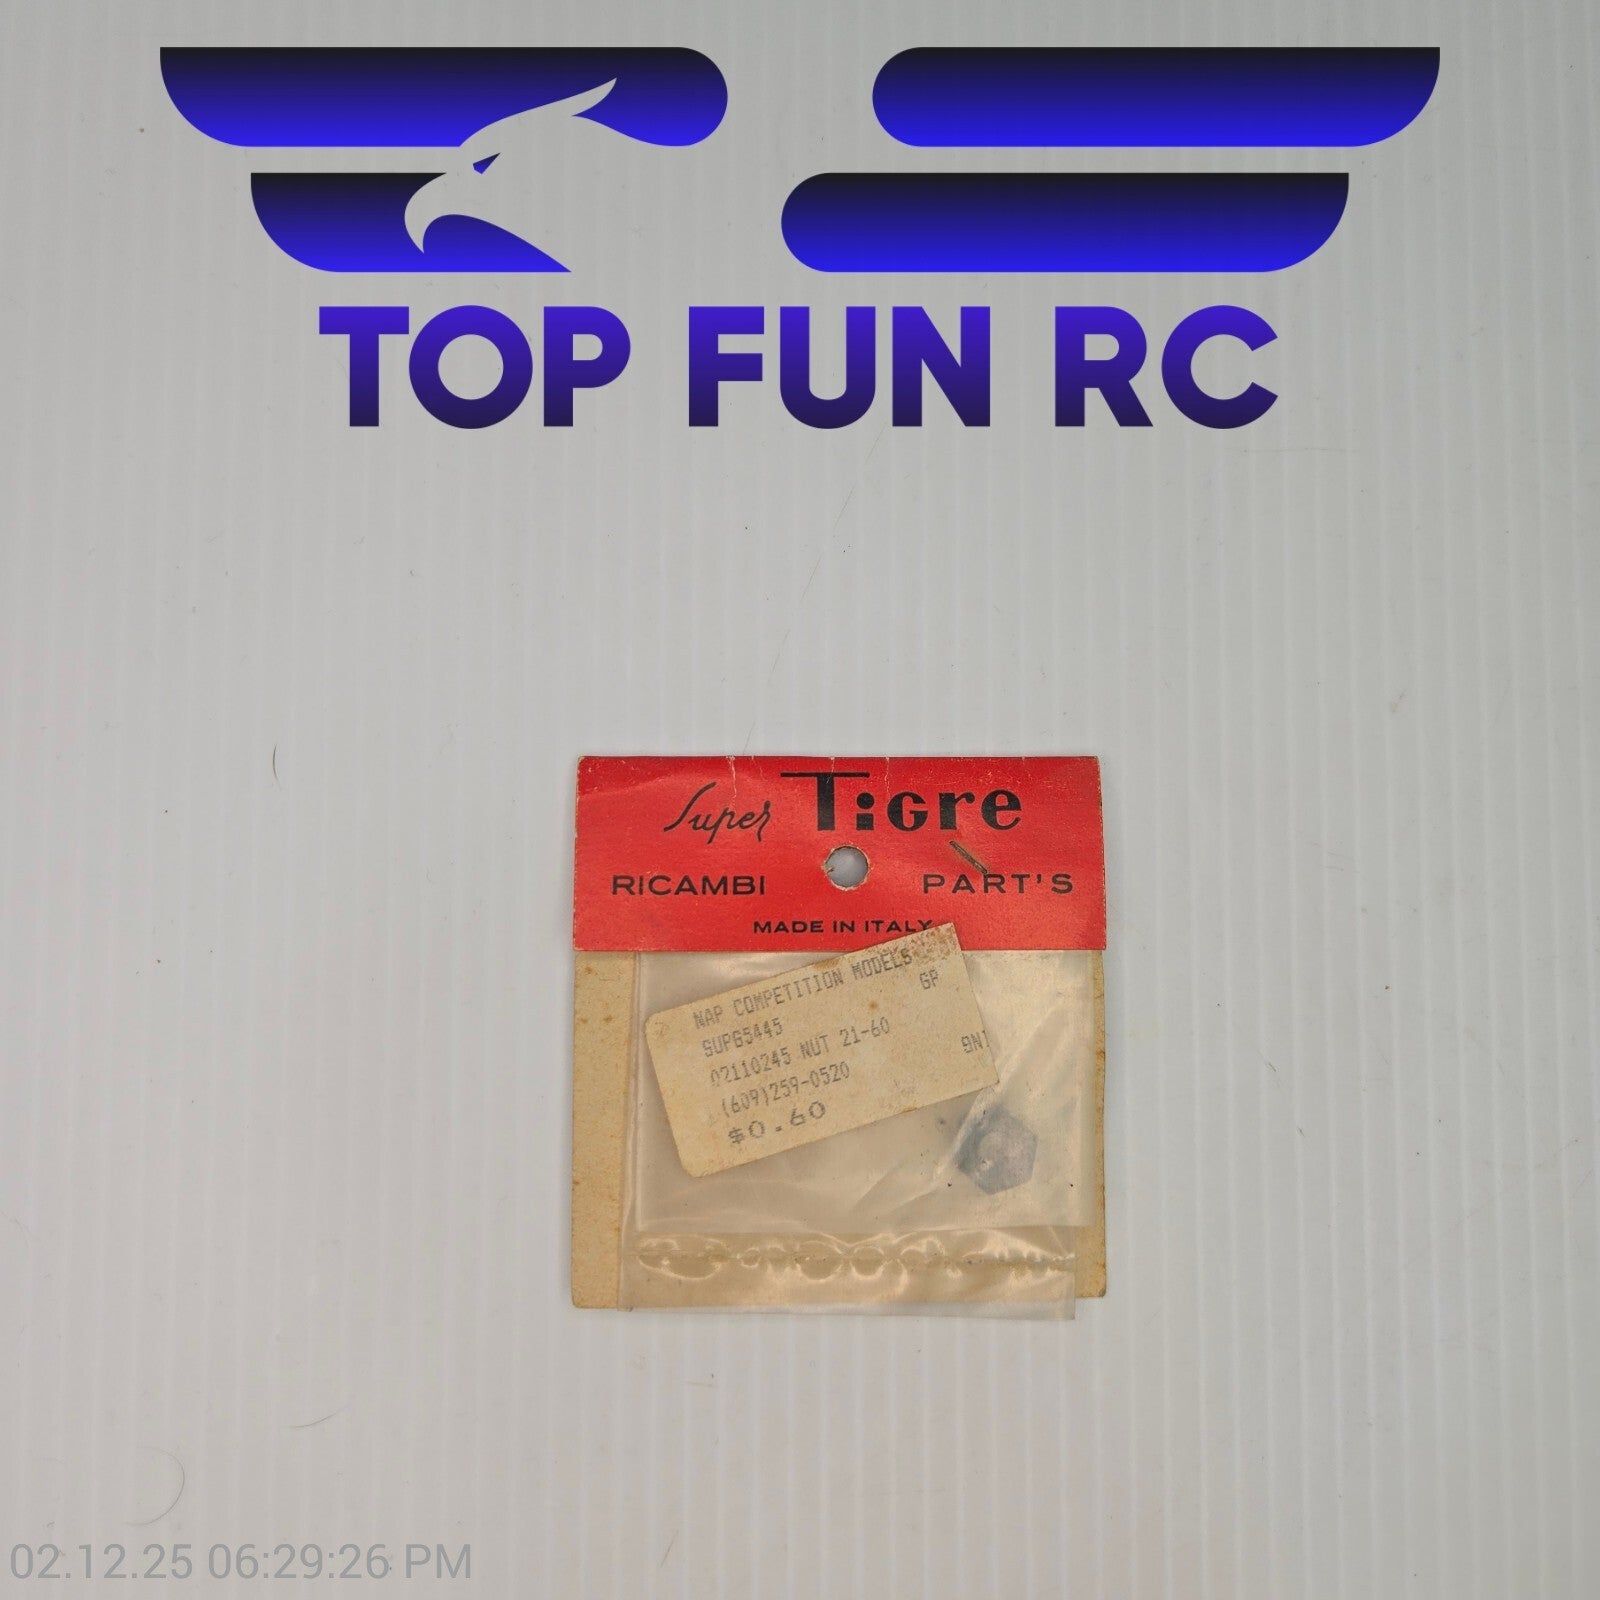 TOP FUN RC
Super Tigre
RICAMBI PART'S
MADE IN ITALY
NAP COMPETITION MODELS
SUPG5445 GP
02110245 NUT 21-60
(609)259-0520 9N1
$0.60
02.12.25 06:29:26 PM